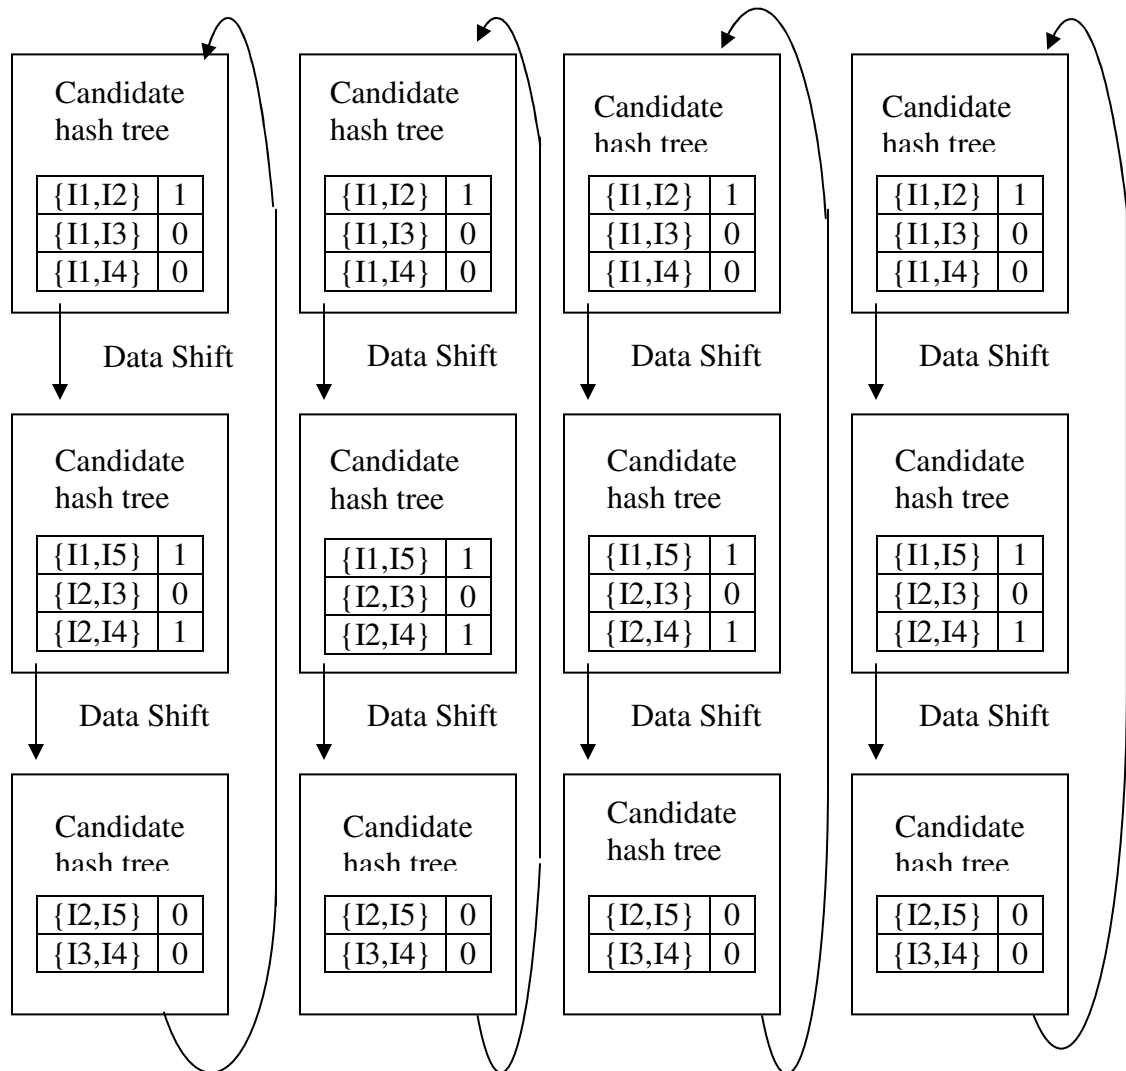 Candidate
hash tree
{I1,I2} 1
{I1,I3} 0
{I1,I4} 0
Candidate
hash tree
{I1,I2} 1
{I1,I3} 0
{I1,I4} 0
Candidate
hash tree
{I1,I2} 1
{I1,I3} 0
{I1,I4} 0
Candidate
hash tree
{I1,I2} 1
{I1,I3} 0
{I1,I4} 0
Data Shift
Data Shift
Data Shift
Data Shift
Candidate
hash tree
{I1,I5} 1
{I2,I3} 0
{I2,I4} 1
Candidate
hash tree
{I1,I5} 1
{I2,I3} 0
{I2,I4} 1
Candidate
hash tree
{I1,I5} 1
{I2,I3} 0
{I2,I4} 1
Candidate
hash tree
{I1,I5} 1
{I2,I3} 0
{I2,I4} 1
Data Shift
Data Shift
Data Shift
Data Shift
Candidate
hash tree
{I2,I5} 0
{I3,I4} 0
Candidate
hash tree
{I2,I5} 0
{I3,I4} 0
Candidate
hash tree
{I2,I5} 0
{I3,I4} 0
Candidate
hash tree
{I2,I5} 0
{I3,I4} 0